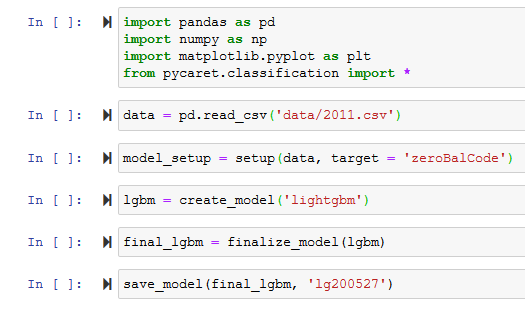 In [ ]: import pandas as pd
import numpy as np
import matplotlib.pyplot as plt
from pycaret.classification import *
In [ ]: data = pd.read_csv('data/2011.csv')
In [ ]: model_setup = setup(data, target = 'zeroBalCode')
In [ ]: lgbm = create_model('lightgbm')
In [ ]: final_lgbm = finalize_model(lgbm)
In [ ]: save_model(final_lgbm, 'lg200527')